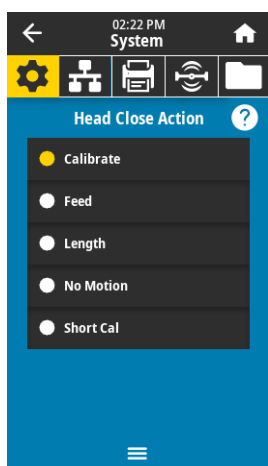 02:22 PM
System
Head Close Action
?
Calibrate
Feed
Length
No Motion
Short Cal